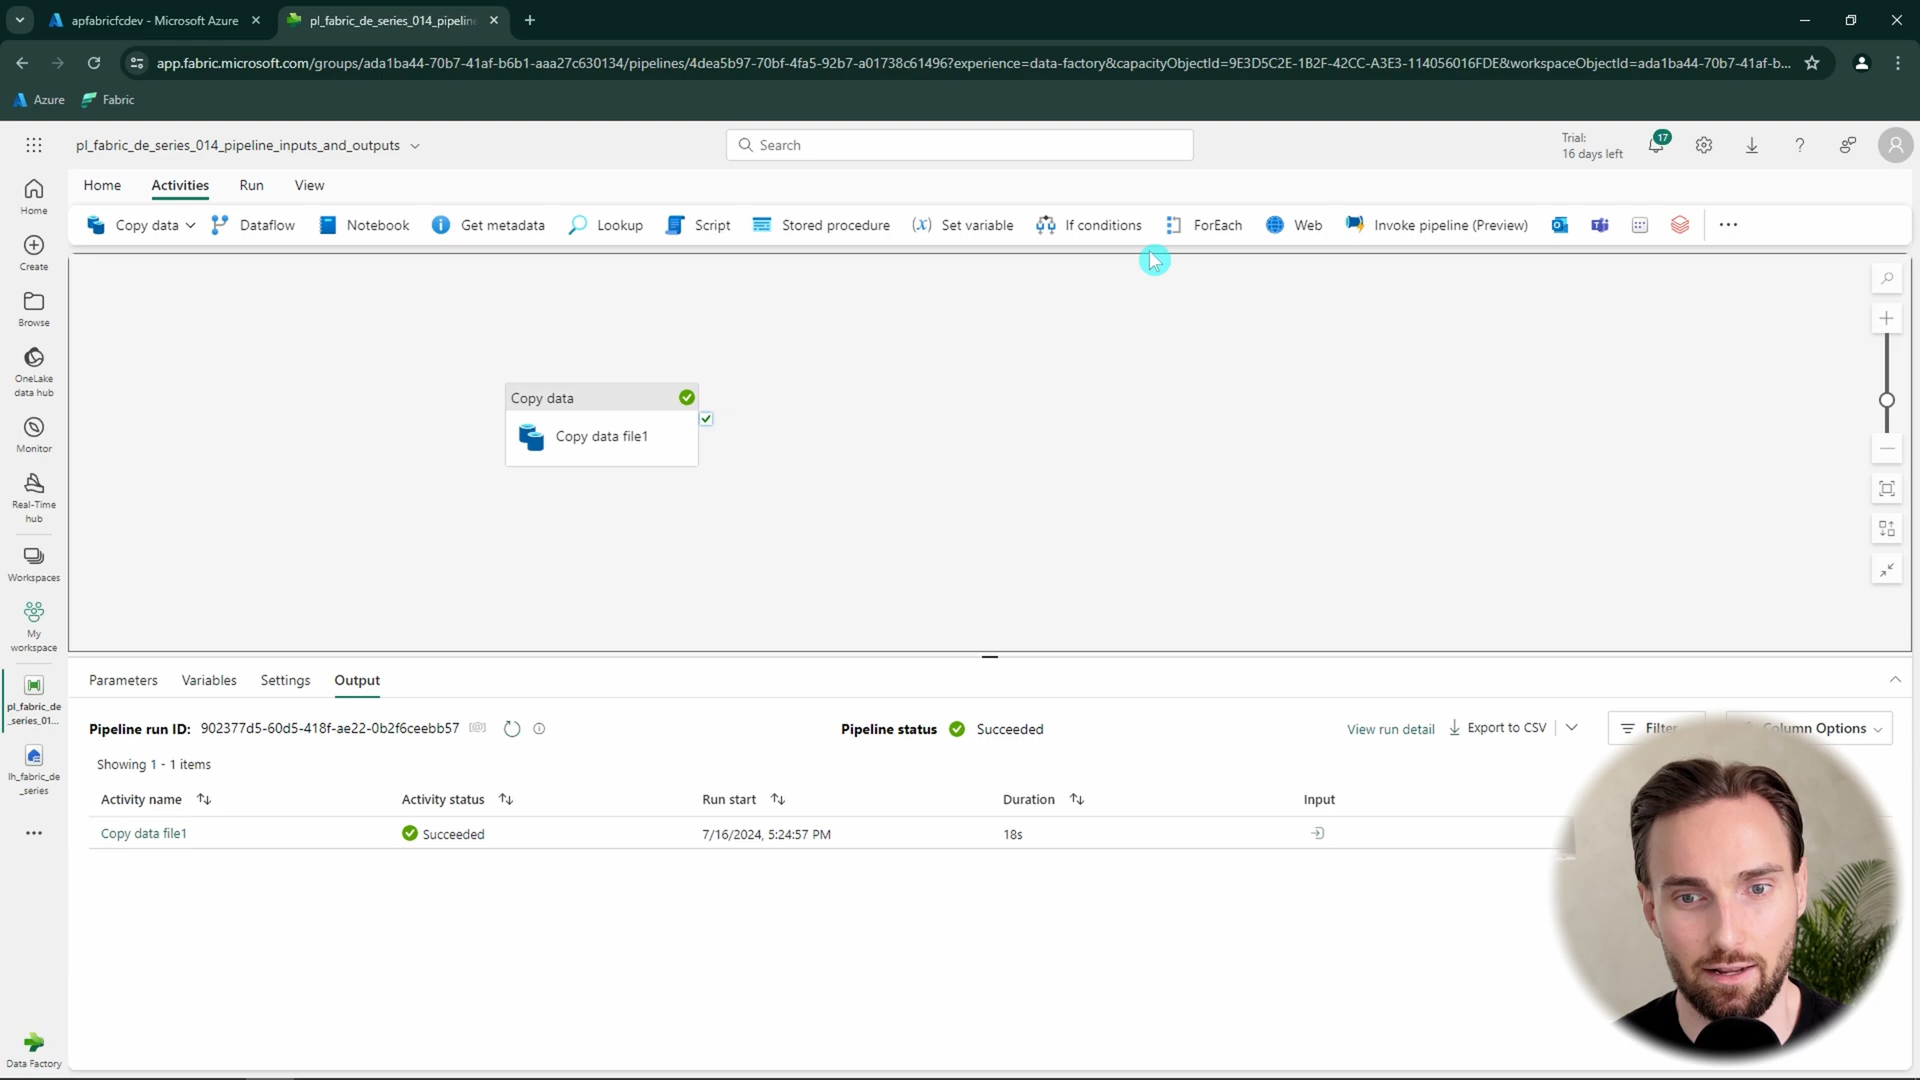 apfabricfcdev - Microsoft Azure
pl_fabric_de_series_014_pipelin
app.fabric.microsoft.com/groups/ada1ba44-70b7-41af-b6b1-aaa27c630134/pipelines/4dea5b97-70bf-4fa5-92b7-a01738c61496?experience=data-factory&capacityObjectId=9E3D5C2E-1B2F-42CC-A3E3-114056016FDE&workspaceObjectId=ada1ba44-70b7-41af-b...
Azure
Fabric
pl_fabric_de_series_014_pipeline_inputs_and_outputs
Search
Trial:
16 days left
17
Home
Activities
Run
View
Copy data
Dataflow
Notebook
Get metadata
Lookup
Script
Stored procedure
(x) Set variable
If conditions
ForEach
Web
Invoke pipeline (Preview)
Home
Create
Browse
OneLake
data hub
Monitor
Real-Time
hub
Workspaces
My
workspace
pl_fabric_de
_series_01...
lh_fabric_de
_series
Data Factory
Copy data
Copy data file1
Parameters
Variables
Settings
Output
Pipeline run ID: 902377d5-60d5-418f-ae22-0b2f6ceebb57
Pipeline status
Succeeded
View run detail
Export to CSV
Filter
Column Options
Showing 1 - 1 items
Activity name
Activity status
Run start
Duration
Input
Copy data file1
Succeeded
7/16/2024, 5:24:57 PM
18s